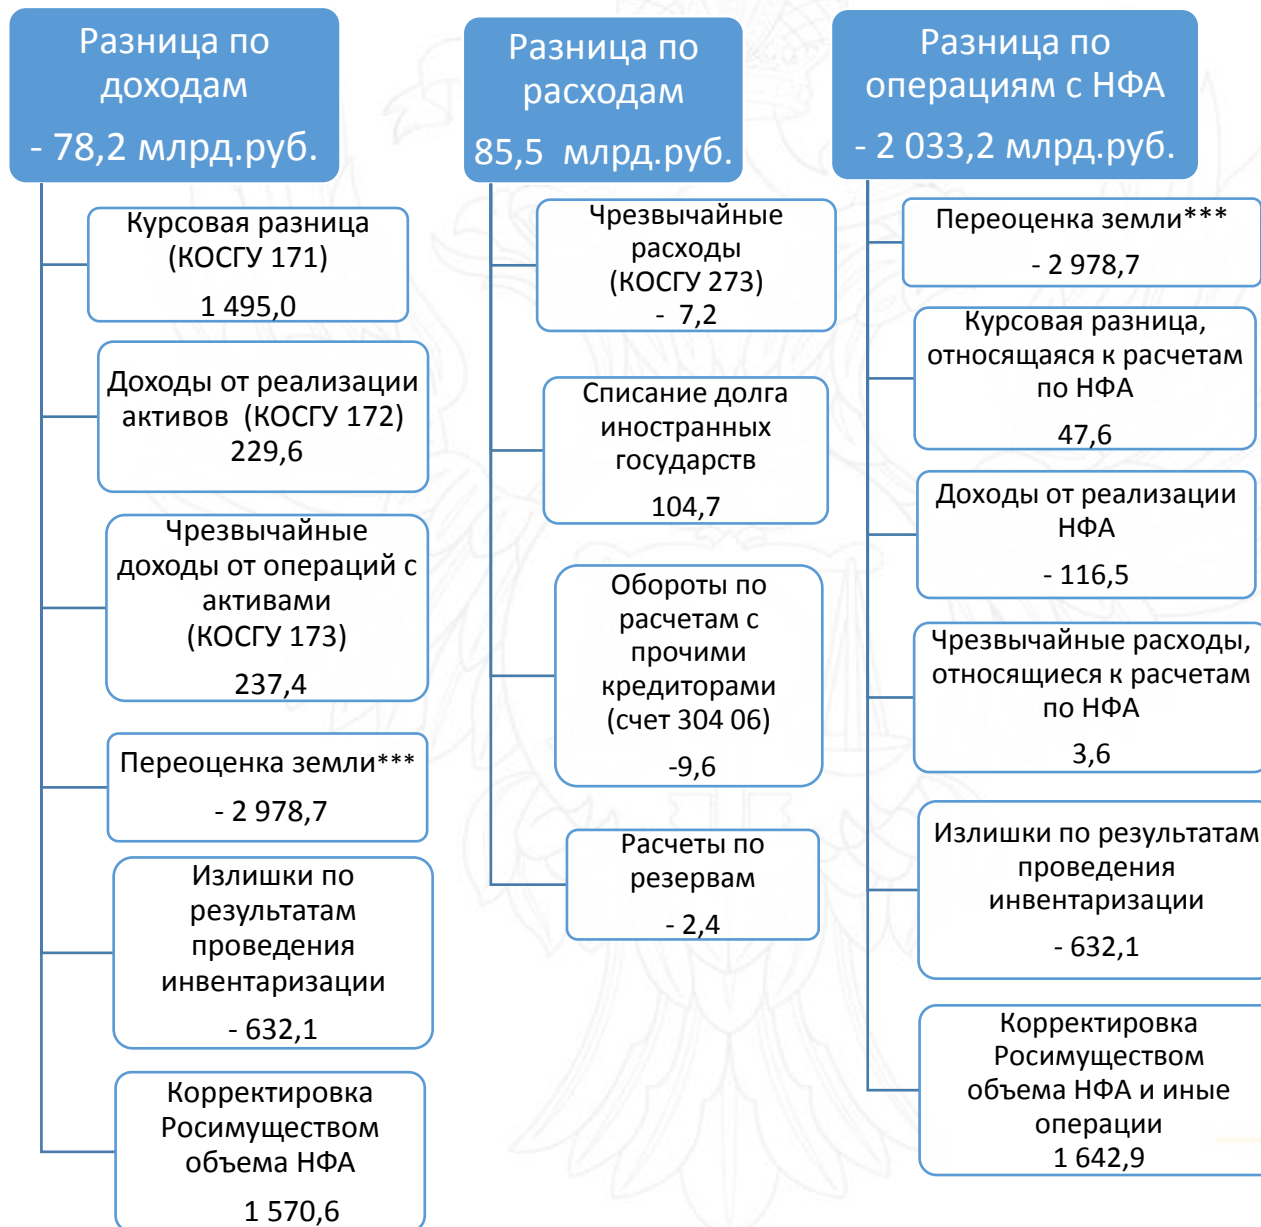 Разница по
доходам
- 78,2 млрд.руб.
Курсовая разница
(КОСГУ 171)
1 495,0
Доходы от реализации
активов (КОСГУ 172)
229,6
Чрезвычайные
доходы от операций с
активами
(КОСГУ 173)
237,4
Переоценка земли***
- 2 978,7
Излишки по
результатам
проведения
инвентаризации
- 632,1
Корректировка
Росимуществом
объема НФА
1 570,6
Разница по
расходам
85,5 млрд.руб.
Чрезвычайные
расходы
(КОСГУ 273)
- 7,2
Списание долга
иностранных
государств
104,7
Обороты по
расчетам с
прочими
кредиторами
(счет 304 06)
-9,6
Расчеты по
резервам
- 2,4
Разница по
операциям с НФА
- 2 033,2 млрд.руб.
Переоценка земли***
- 2 978,7
Курсовая разница,
относящаяся к расчетам
по НФА
47,6
Доходы от реализации
НФА
- 116,5
Чрезвычайные расходы,
относящиеся к расчетам
по НФА
3,6
Излишки по результатам
проведения
инвентаризации
- 632,1
Корректировка
Росимуществом
объема НФА и иные
операции
1 642,9